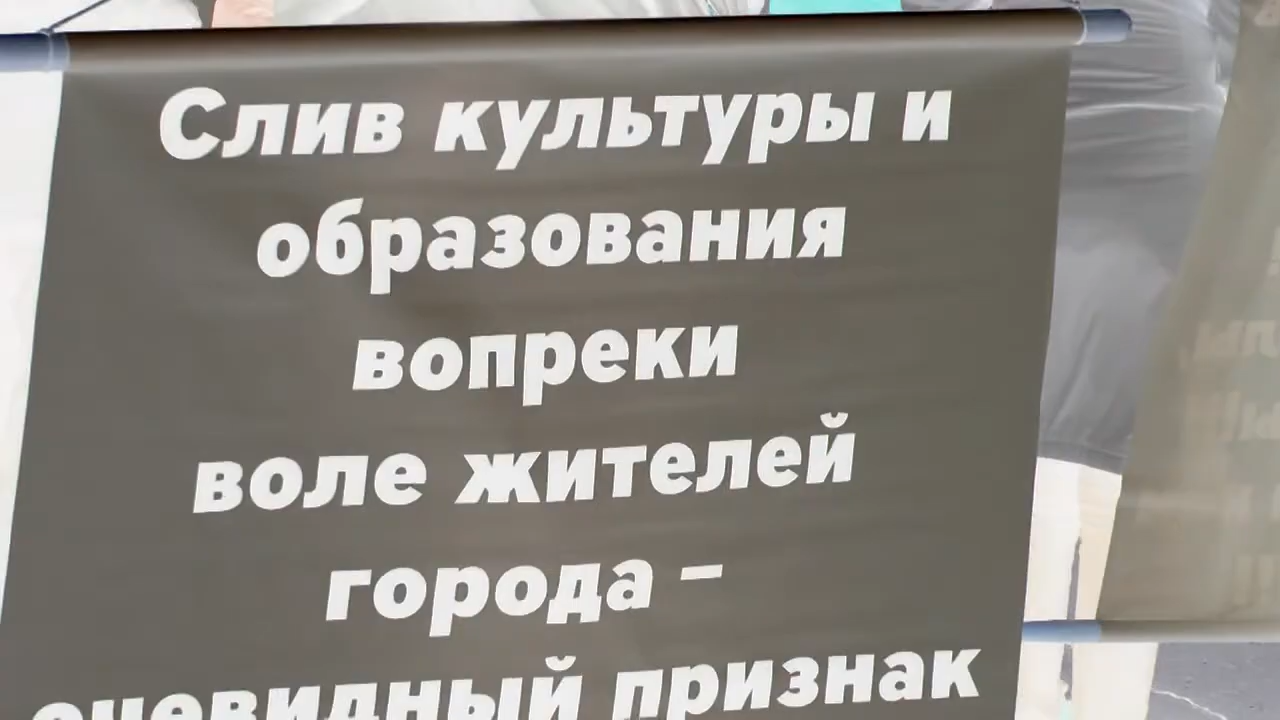 Слив культуры и
образования
вопреки
воле жителей
города –
очевидный признак